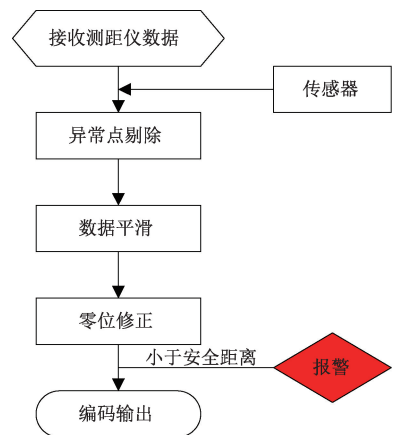 接收测距仪数据
传感器
异常点剔除
数据平滑
零位修正
小于安全距离
报警
编码输出